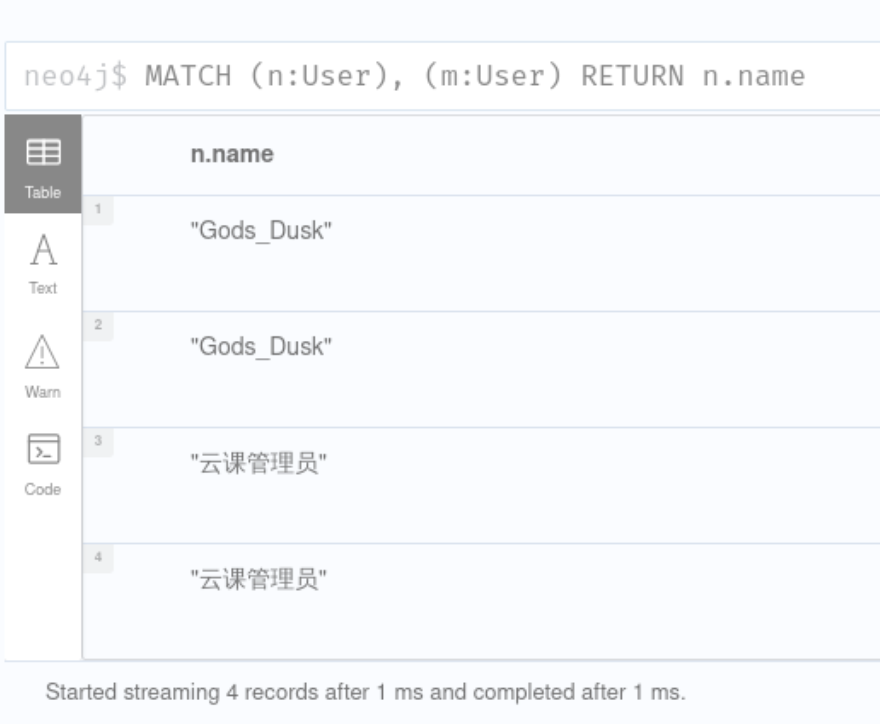 neo4j$ MATCH (n:User), (m:User) RETURN n.name
n.name
Table
1
"Gods_Dusk"
Text
2
"Gods_Dusk"
Warn
3
"云课管理员"
Code
4
"云课管理员"
Started streaming 4 records after 1 ms and completed after 1 ms.